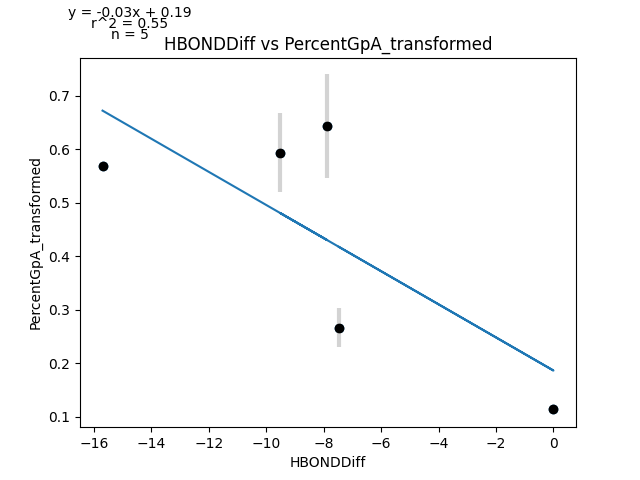 y = -0.03x + 0.19
r^2 = 0.55
n = 5
HBONDDiff vs PercentGpA_transformed
PercentGpA_transformed
0.7
0.6
0.5
0.4
0.3
0.2
0.1
−16
−14
−12
−10
−8
−6
−4
−2
0
HBONDDiff